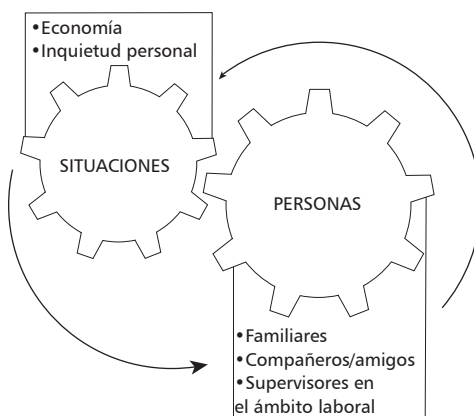 •Economía
•Inquietud personal
SITUACIONES
PERSONAS
•Familiares
•Compañeros/amigos
•Supervisores en
el ámbito laboral